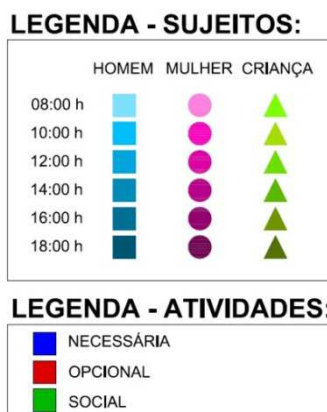 LEGENDA - SUJEITOS:
HOMEM MULHER CRIANÇA
08:00 h
10:00 h
12:00 h
14:00 h
16:00 h
18:00 h
LEGENDA - ATIVIDADES:
NECESSÁRIA
OPCIONAL
SOCIAL